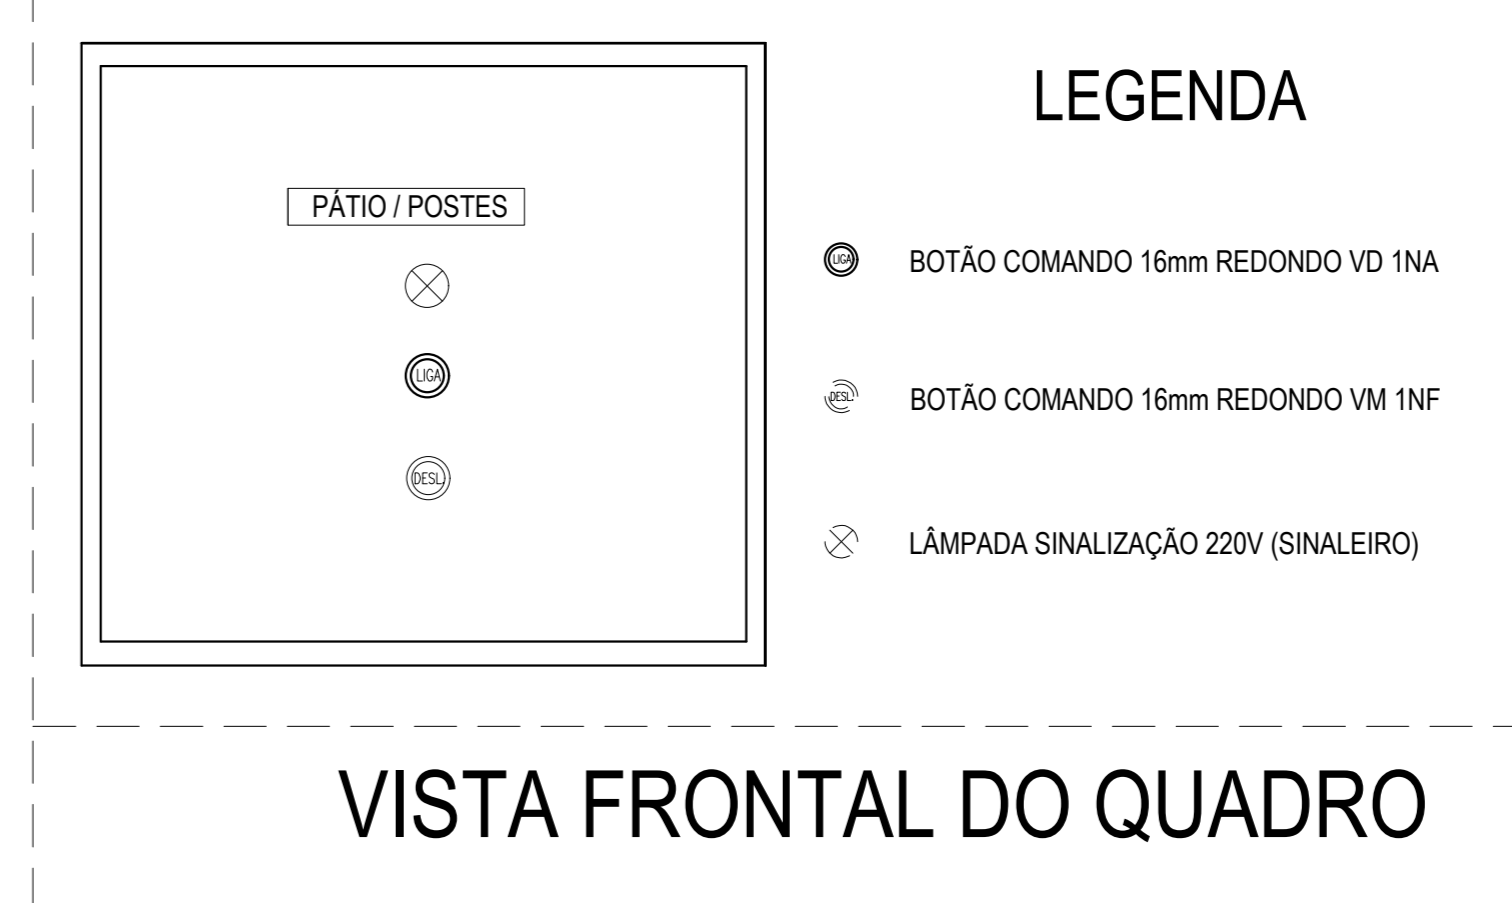 LEGENDA
PÁTIO / POSTES
LIGA
DESL.
LIGA BOTÃO COMANDO 16mm REDONDO VD 1NA
DESL. BOTÃO COMANDO 16mm REDONDO VM 1NF
LÂMPADA SINALIZAÇÃO 220V (SINALEIRO)
VISTA FRONTAL DO QUADRO